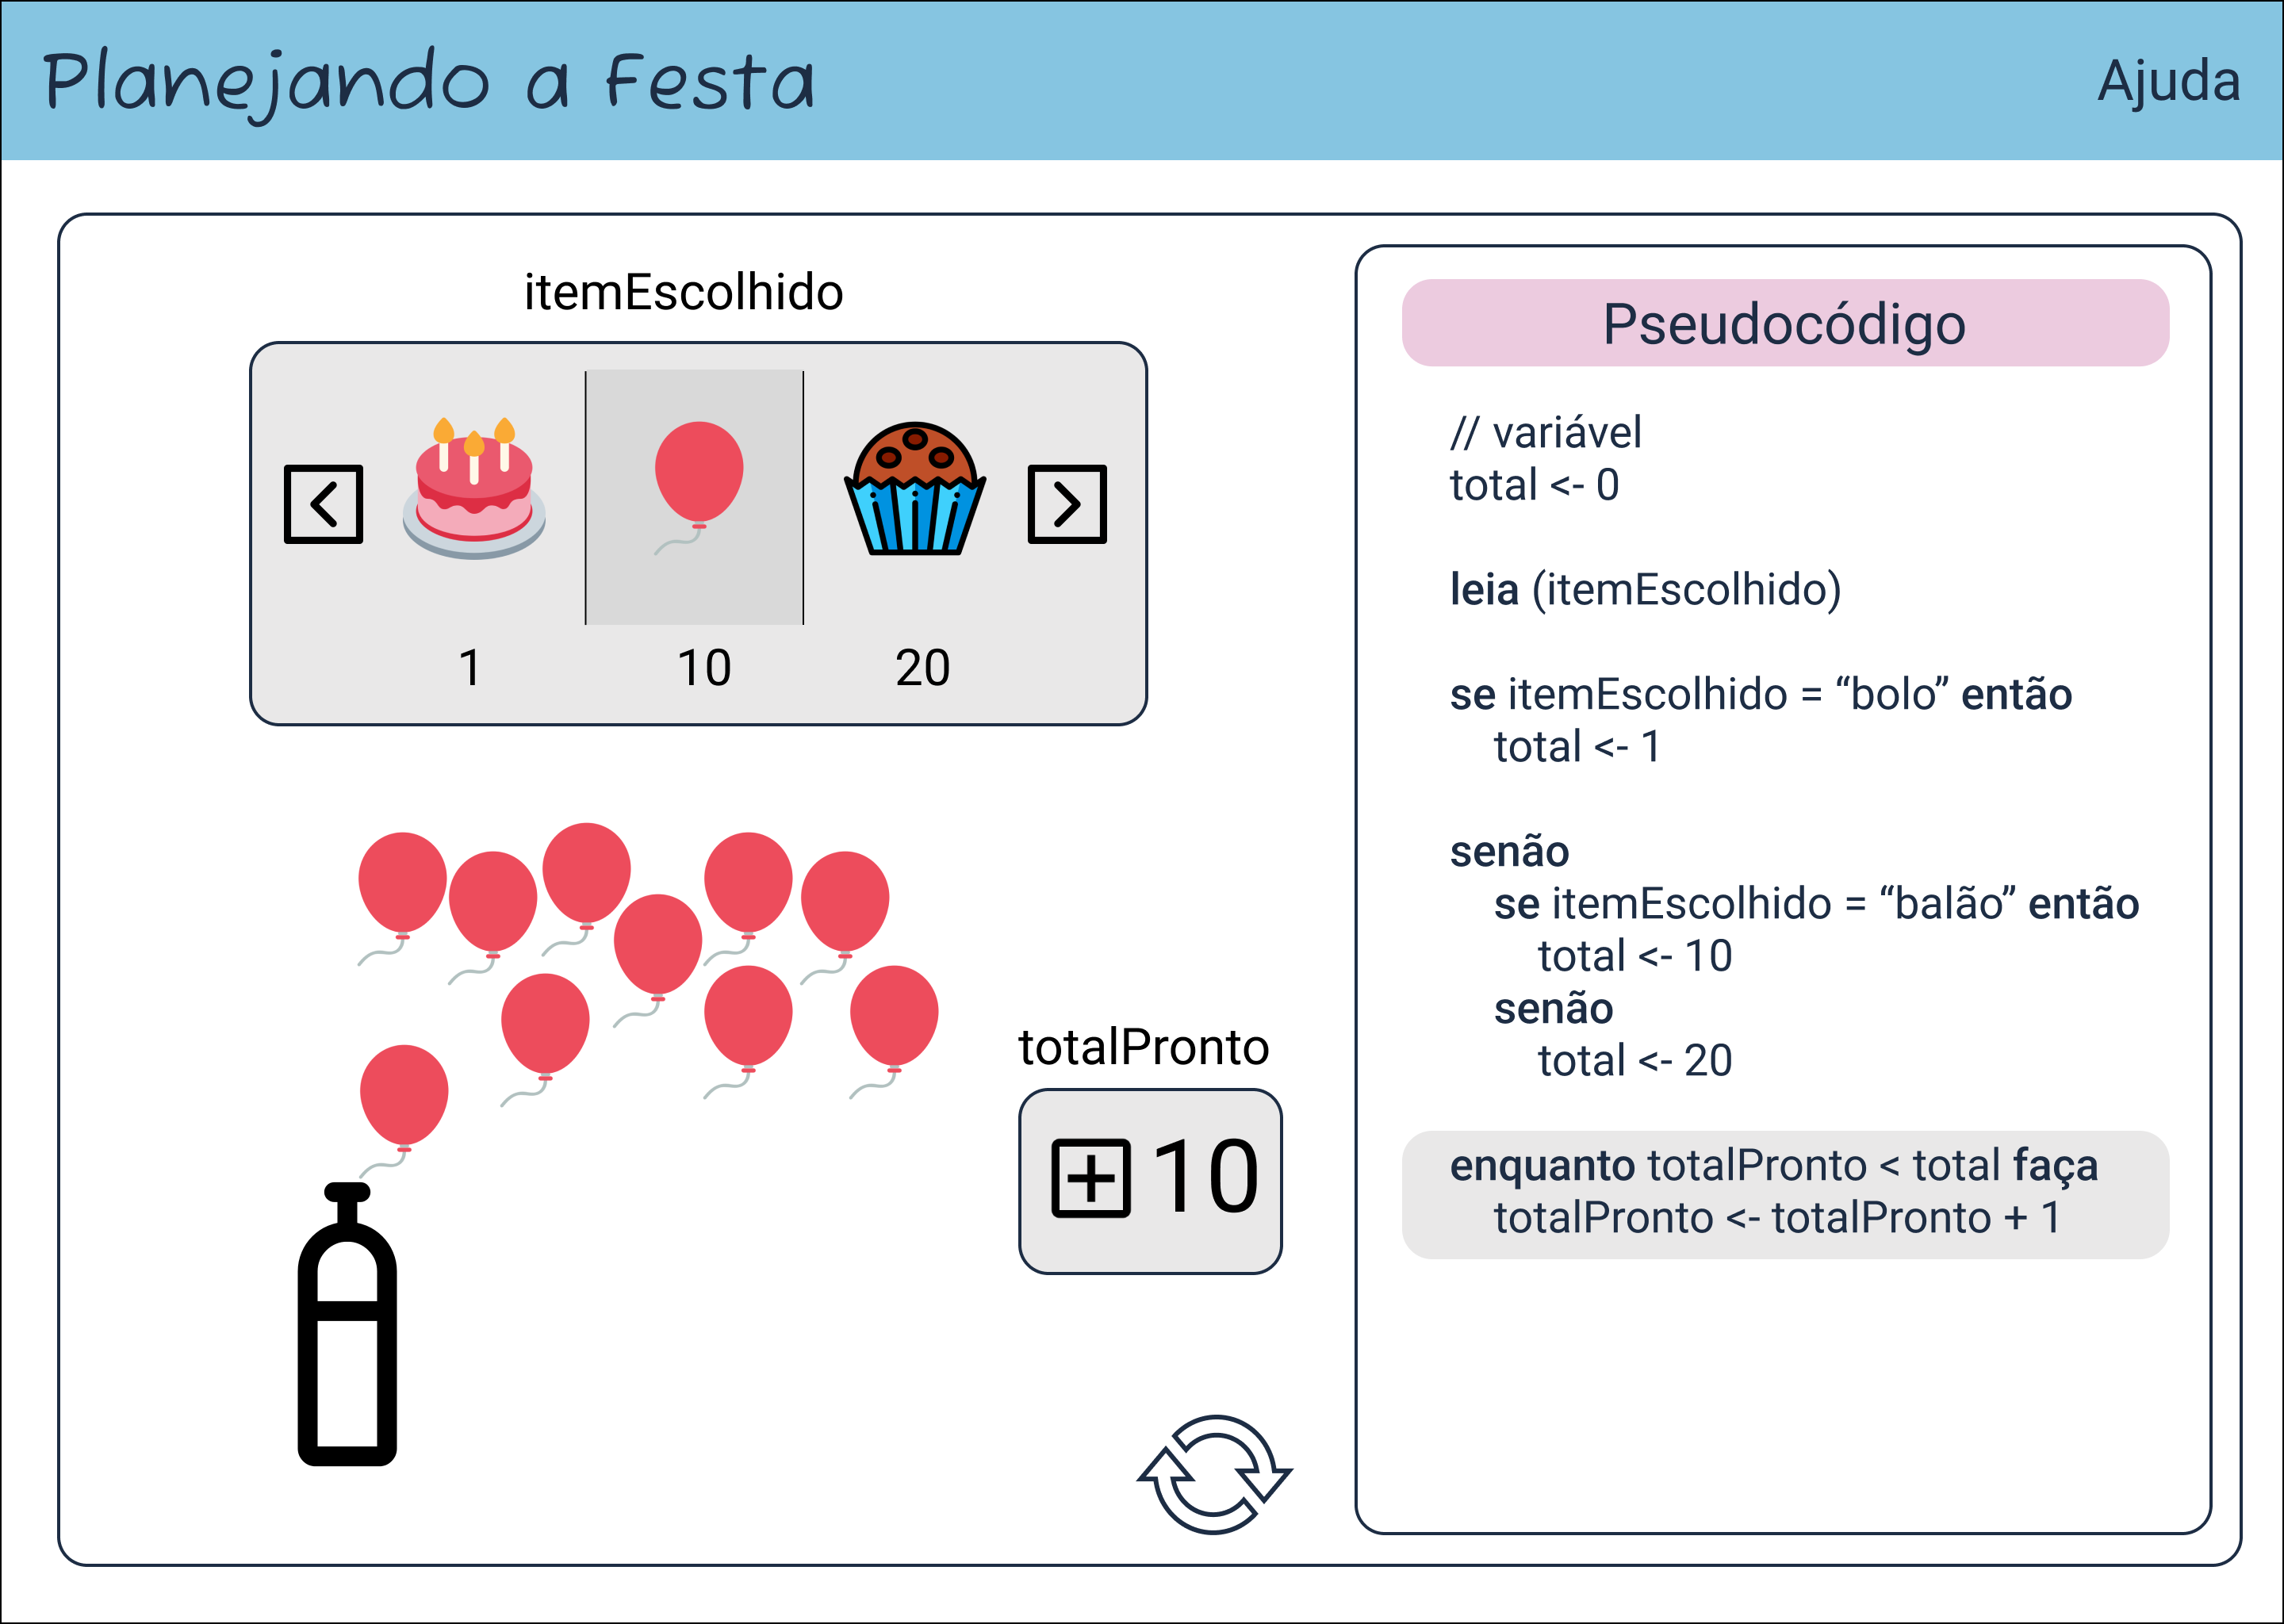 Planejando a Festa
Ajuda
itemEscolhido
1
10
20
totalPronto
10
Pseudocódigo
// variável
total <- 0
leia (itemEscolhido)
se itemEscolhido = “bolo” então
total <- 1
senão
se itemEscolhido = “balão” então
total <- 10
senão
total <- 20
enquanto totalPronto < total faça
totalPronto <- totalPronto + 1